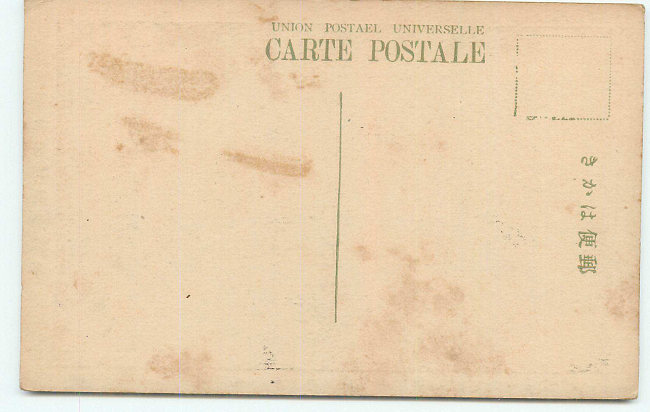 UNION POSTAEL UNIVERSELLE
CARTE POSTALE
郵便はかき